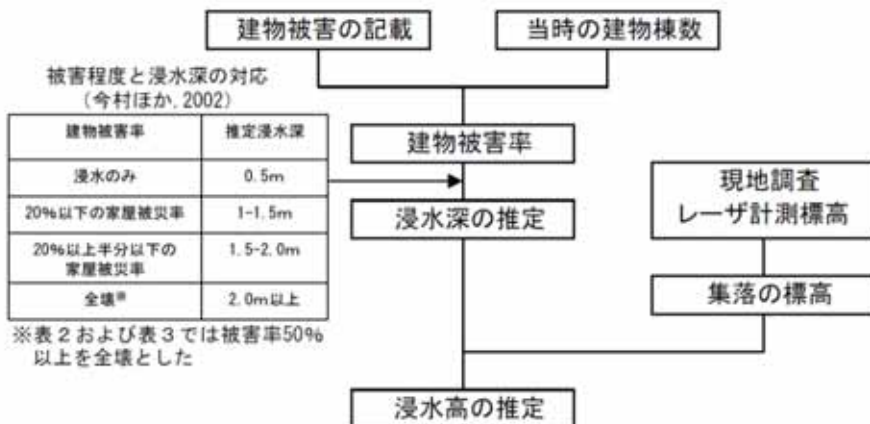 建物被害の記載
当時の建物棟数
被害程度と浸水深の対応
(今村ほか, 2002)
建物被害率 推定浸水深
浸水のみ 0.5m
20%以下の家屋被災率 1-1.5m
20%以上半分以下の
家屋被災率 1.5-2.0m
全壊※ 2.0m以上
※表2および表3では被害率50%
以上を全壊とした
建物被害率
浸水深の推定
現地調査
レーザ計測標高
集落の標高
浸水高の推定